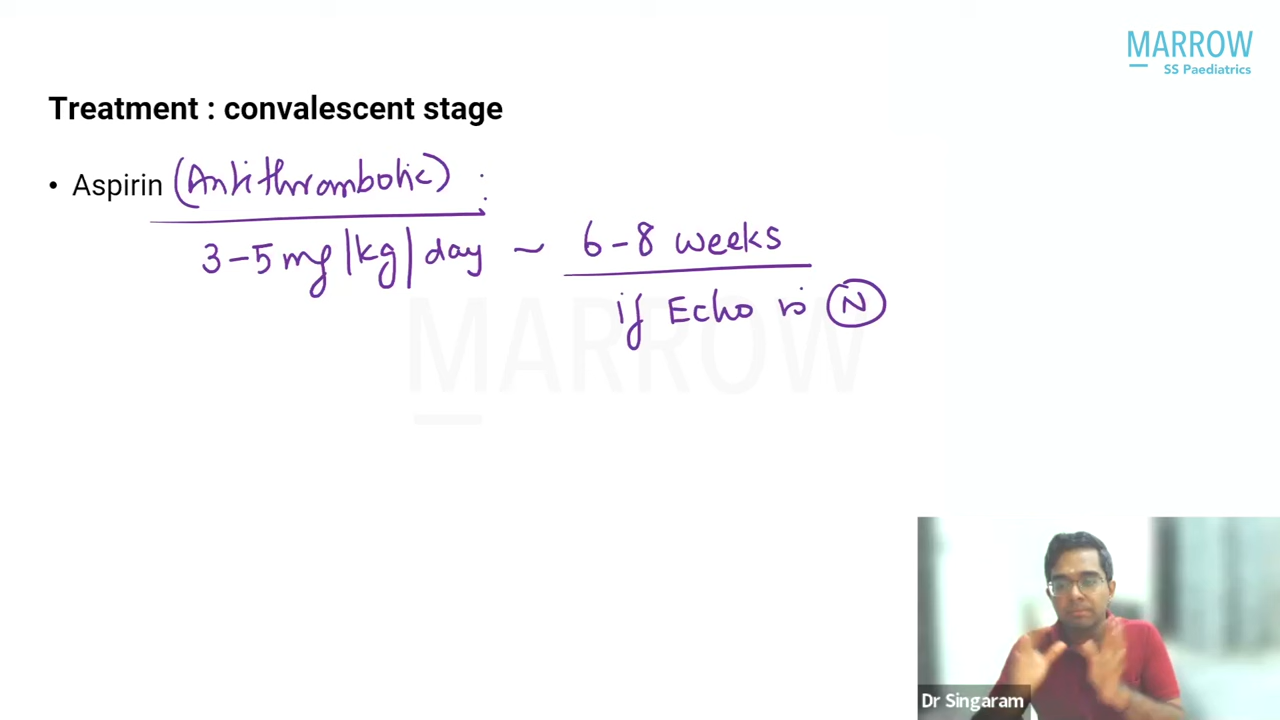 MARROW
SS Paediatrics
Treatment : convalescent stage
• Aspirin (Antithrombotic) :
3-5 mg/kg/day ~ 6-8 weeks
if Echo is N
MARROW
Dr Singaram